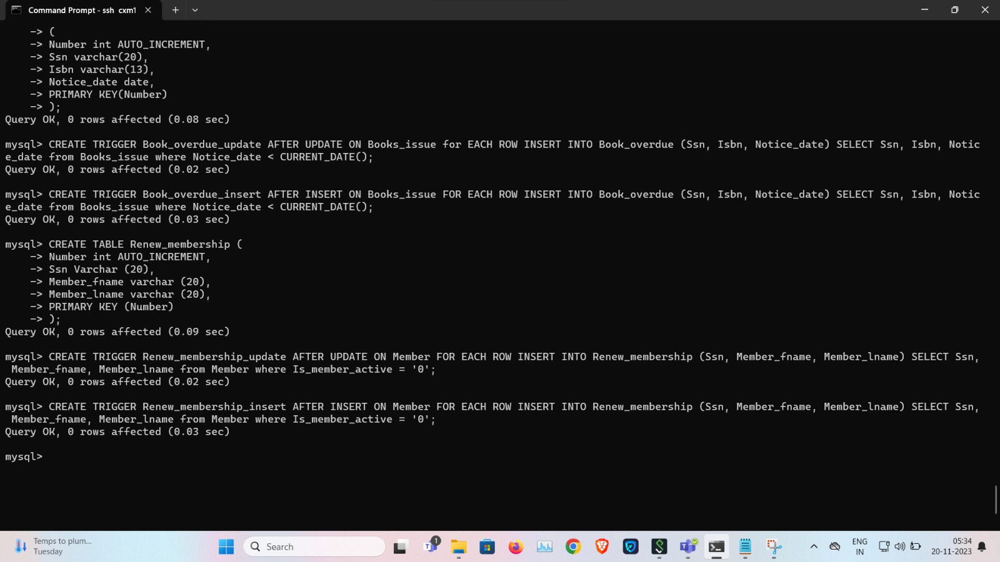 Command Prompt - ssh cxm1
-> (
-> Number int AUTO_INCREMENT,
-> Ssn varchar(20),
-> Isbn varchar(13),
-> Notice_date date,
-> PRIMARY KEY(Number)
-> );
Query OK, 0 rows affected (0.08 sec)
mysql> CREATE TRIGGER Book_overdue_update AFTER UPDATE ON Books_issue for EACH ROW INSERT INTO Book_overdue (Ssn, Isbn, Notice_date) SELECT Ssn, Isbn, Notic
e_date from Books_issue where Notice_date < CURRENT_DATE();
Query OK, 0 rows affected (0.02 sec)
mysql> CREATE TRIGGER Book_overdue_insert AFTER INSERT ON Books_issue FOR EACH ROW INSERT INTO Book_overdue (Ssn, Isbn, Notice_date) SELECT Ssn, Isbn, Notic
e_date from Books_issue where Notice_date < CURRENT_DATE();
Query OK, 0 rows affected (0.03 sec)
mysql> CREATE TABLE Renew_membership (
-> Number int AUTO_INCREMENT,
-> Ssn Varchar (20),
-> Member_fname varchar (20),
-> Member_lname varchar (20),
-> PRIMARY KEY (Number)
-> );
Query OK, 0 rows affected (0.09 sec)
mysql> CREATE TRIGGER Renew_membership_update AFTER UPDATE ON Member FOR EACH ROW INSERT INTO Renew_membership (Ssn, Member_fname, Member_lname) SELECT Ssn,
Member_fname, Member_lname from Member where Is_member_active = '0';
Query OK, 0 rows affected (0.02 sec)
mysql> CREATE TRIGGER Renew_membership_insert AFTER INSERT ON Member FOR EACH ROW INSERT INTO Renew_membership (Ssn, Member_fname, Member_lname) SELECT Ssn,
Member_fname, Member_lname from Member where Is_member_active = '0';
Query OK, 0 rows affected (0.03 sec)
mysql>
Temps to plum...
Tuesday
Search
1
ENG
IN
05:34
20-11-2023